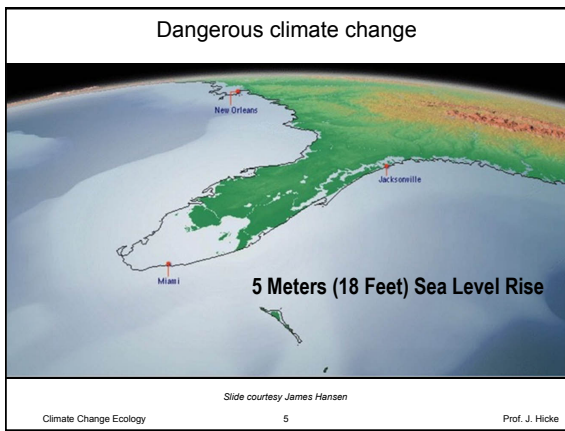 Dangerous climate change
New Orleans
Jacksonville
Miami
5 Meters (18 Feet) Sea Level Rise
Slide courtesy James Hansen
Climate Change Ecology 5 Prof. J. Hicke